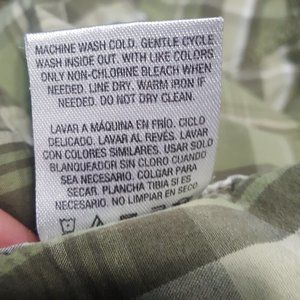 MACHINE WASH COLD. GENTLE CYCLE
WASH INSIDE OUT. WITH LIKE COLORS
ONLY NON-CHLORINE BLEACH WHEN
NEEDED. LINE DRY. WARM IRON IF
NEEDED. DO NOT DRY CLEAN.
LAVAR A MÁQUINA EN FRÍO. CICLO
DELICADO. LAVAR AL REVÉS. LAVAR
CON COLORES SIMILARES. USAR SOLO
BLANQUEADOR SIN CLORO CUANDO
SEA NECESARIO. COLGAR PARA
SECAR. PLANCHA TIBIA SI ES
NECESARIO. NO LIMPIAR EN SECO